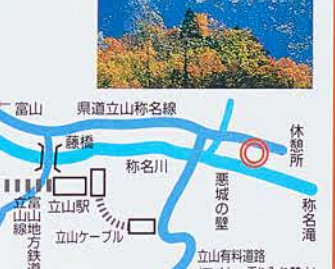 富山
県道立山称名線
藤橋
称名川
休憩所
悪城の壁
称名滝
立山駅
富山地方鉄道
立山線
立山ケーブル
立山有料道路